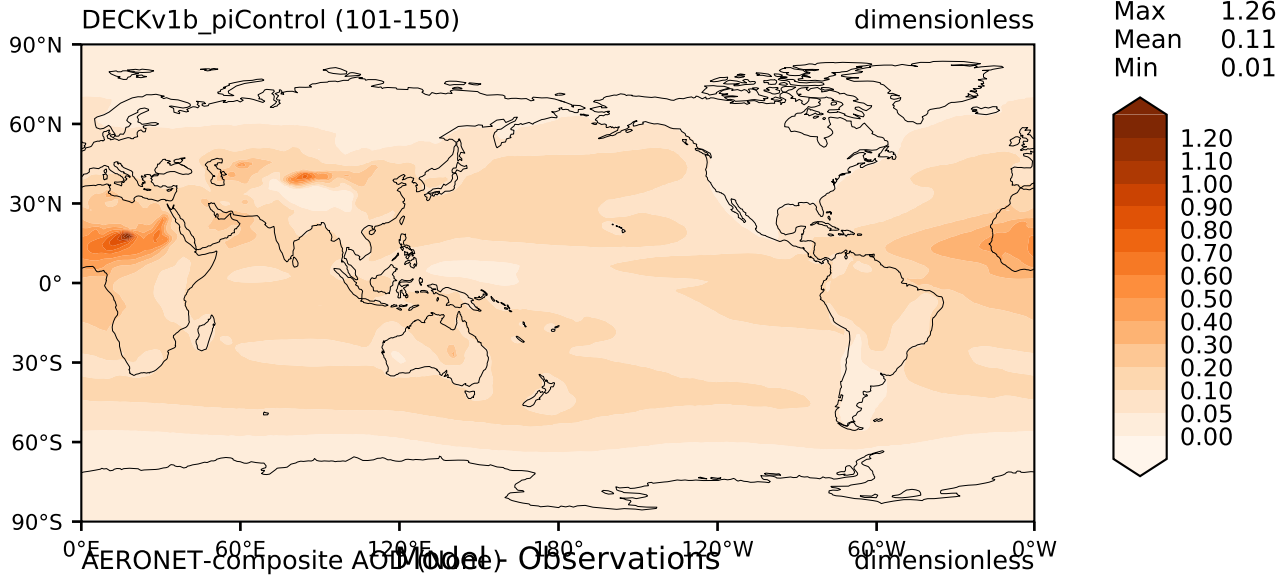 DECKv1b_piControl (101-150) dimensionless
Max 1.26
Mean 0.11
Min 0.01
90°N
60°N
30°N
0°
30°S
60°S
90°S
1.20
1.10
1.00
0.90
0.80
0.70
0.60
0.50
0.40
0.30
0.20
0.10
0.05
0.00
0°E 60°E 120°E 180° 120°W 60°W 0°W
AERONET-composite AOD (None) dimensionless
Model - Observations